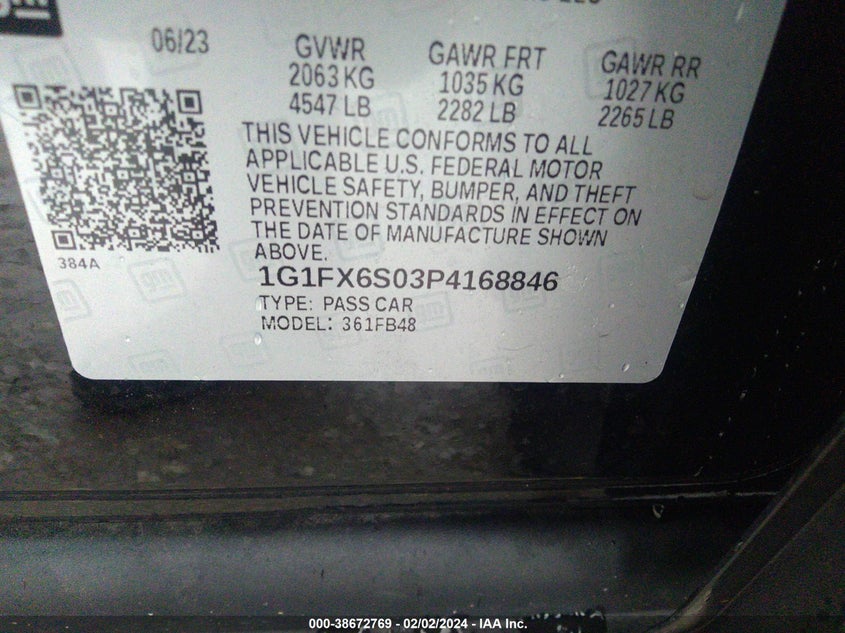 06/23
GVWR
2063 KG
4547 LB
GAWR FRT
1035 KG
2282 LB
GAWR RR
1027 KG
2265 LB
THIS VEHICLE CONFORMS TO ALL
APPLICABLE U.S. FEDERAL MOTOR
VEHICLE SAFETY, BUMPER, AND THEFT
PREVENTION STANDARDS IN EFFECT ON
THE DATE OF MANUFACTURE SHOWN
ABOVE.
384A
1G1FX6S03P4168846
TYPE: PASS CAR
MODEL: 361FB48
000-38672769 - 02/02/2024 - IAA Inc.